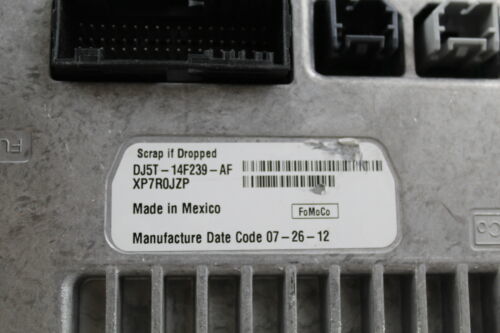 Scrap if Dropped
DJ5T-14F239-AF
XP7R0JZP
Made in Mexico
FoMoCo
Manufacture Date Code 07-26-12